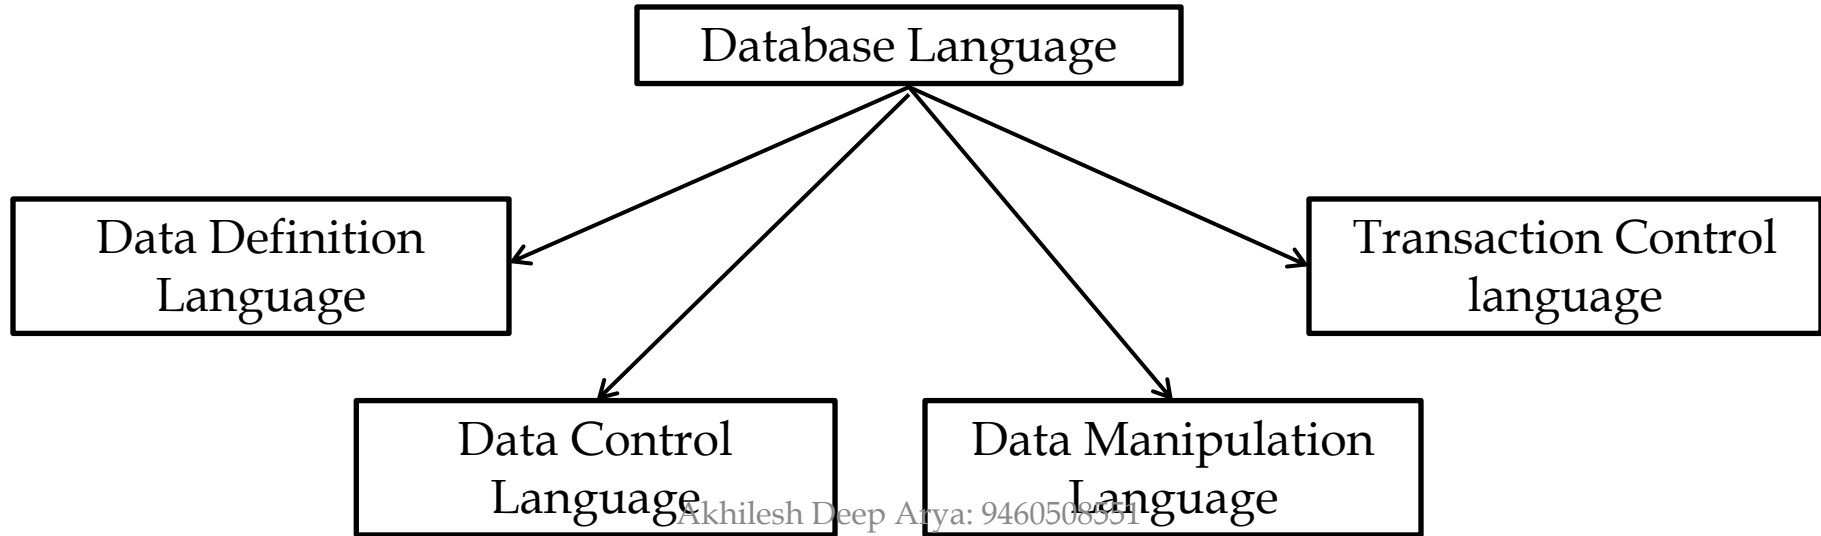 Database Language
Data Definition
Language
Transaction Control
language
Data Control
Language
Data Manipulation
Language
Akhilesh Deep Arya: 9460508551